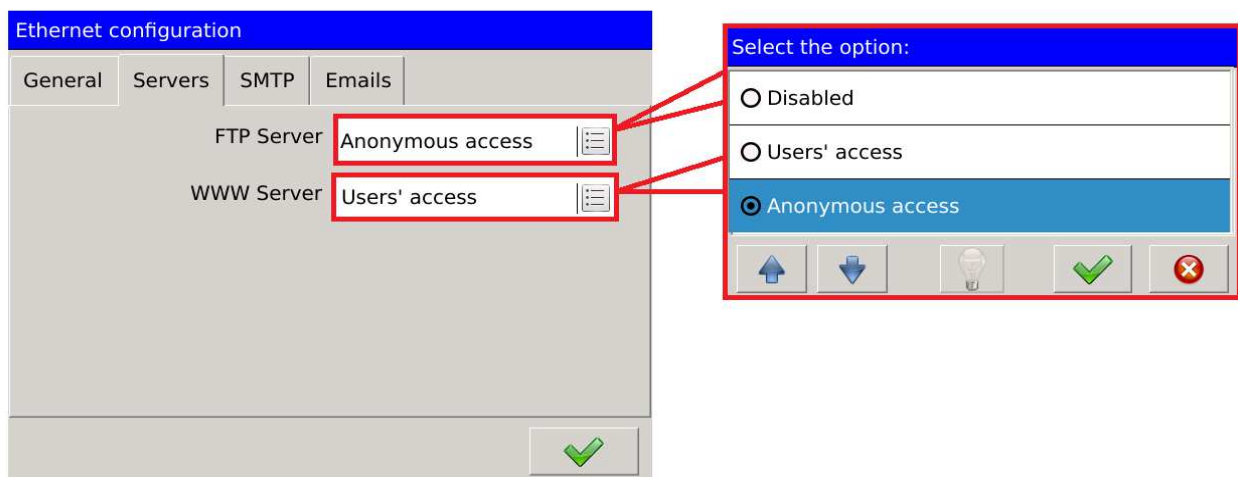 Ethernet configuration
General Servers SMTP Emails
FTP Server Anonymous access
WWW Server Users' access
Select the option:
Disabled
Users' access
Anonymous access